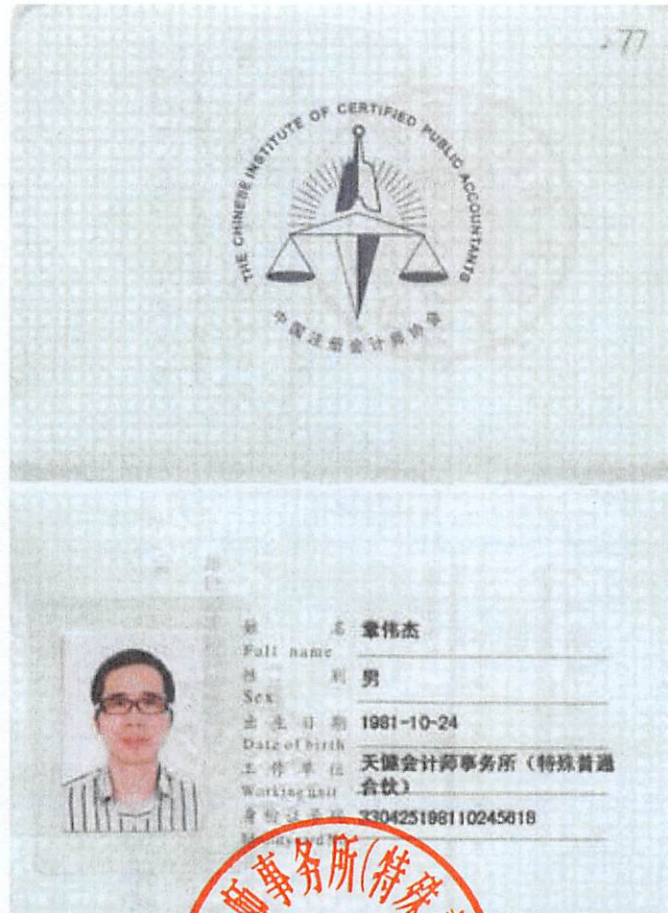 .77
THE CHINESE INSTITUTE OF CERTIFIED PUBLIC ACCOUNTANTS
中国注册会计师协会
姓 名 章伟杰
Full name
性 别 男
Sex
出生日期 1981-10-24
Date of birth
工作单位 天健会计师事务所（特殊普通
Working unit 合伙）
身份证号码 330425198110245618
师事务所(特殊